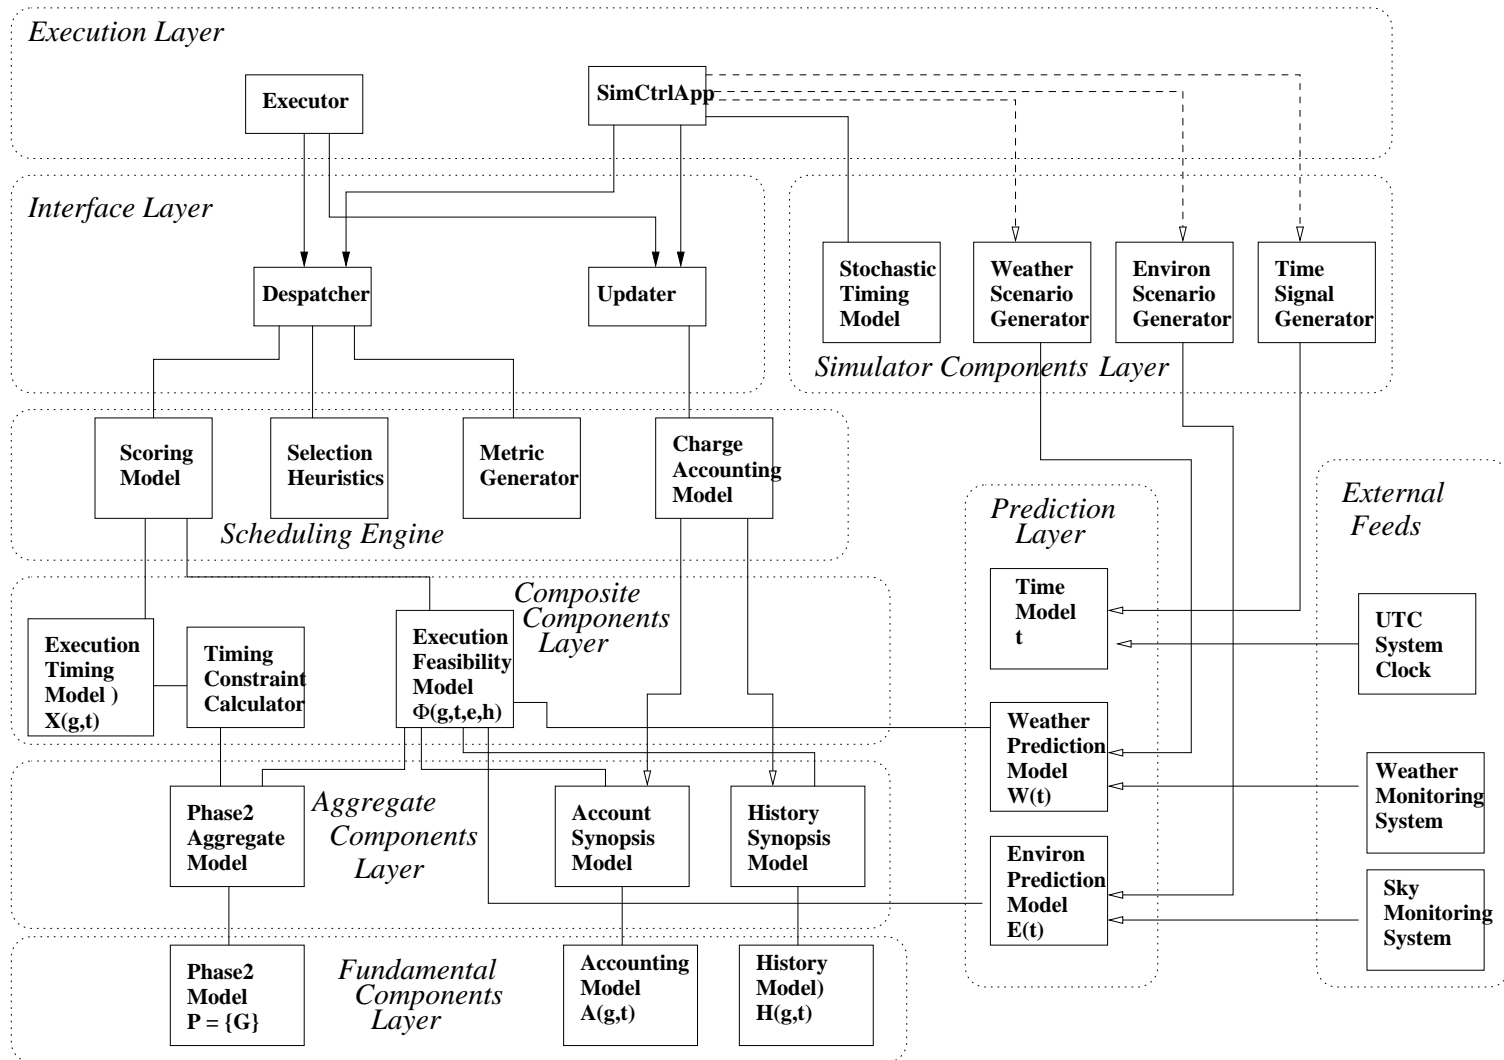 Execution Layer
Executor
SimCtrlApp
Interface Layer
Despatcher
Updater
Stochastic
Timing
Model
Weather
Scenario
Generator
Environ
Scenario
Generator
Time
Signal
Generator
Simulator Components Layer
Scoring
Model
Selection
Heuristics
Metric
Generator
Charge
Accounting
Model
Scheduling Engine
Prediction
Layer
External
Feeds
Composite
Components
Layer
Execution
Timing
Model )
X(g,t)
Timing
Constraint
Calculator
Execution
Feasibility
Model
Φ(g,t,e,h)
Time
Model
t
UTC
System
Clock
Weather
Prediction
Model
W(t)
Weather
Monitoring
System
Phase2
Aggregate
Model
Aggregate
Components
Layer
Account
Synopsis
Model
History
Synopsis
Model
Environ
Prediction
Model
E(t)
Sky
Monitoring
System
Phase2
Model
P = {G}
Fundamental
Components
Layer
Accounting
Model
A(g,t)
History
Model)
H(g,t)